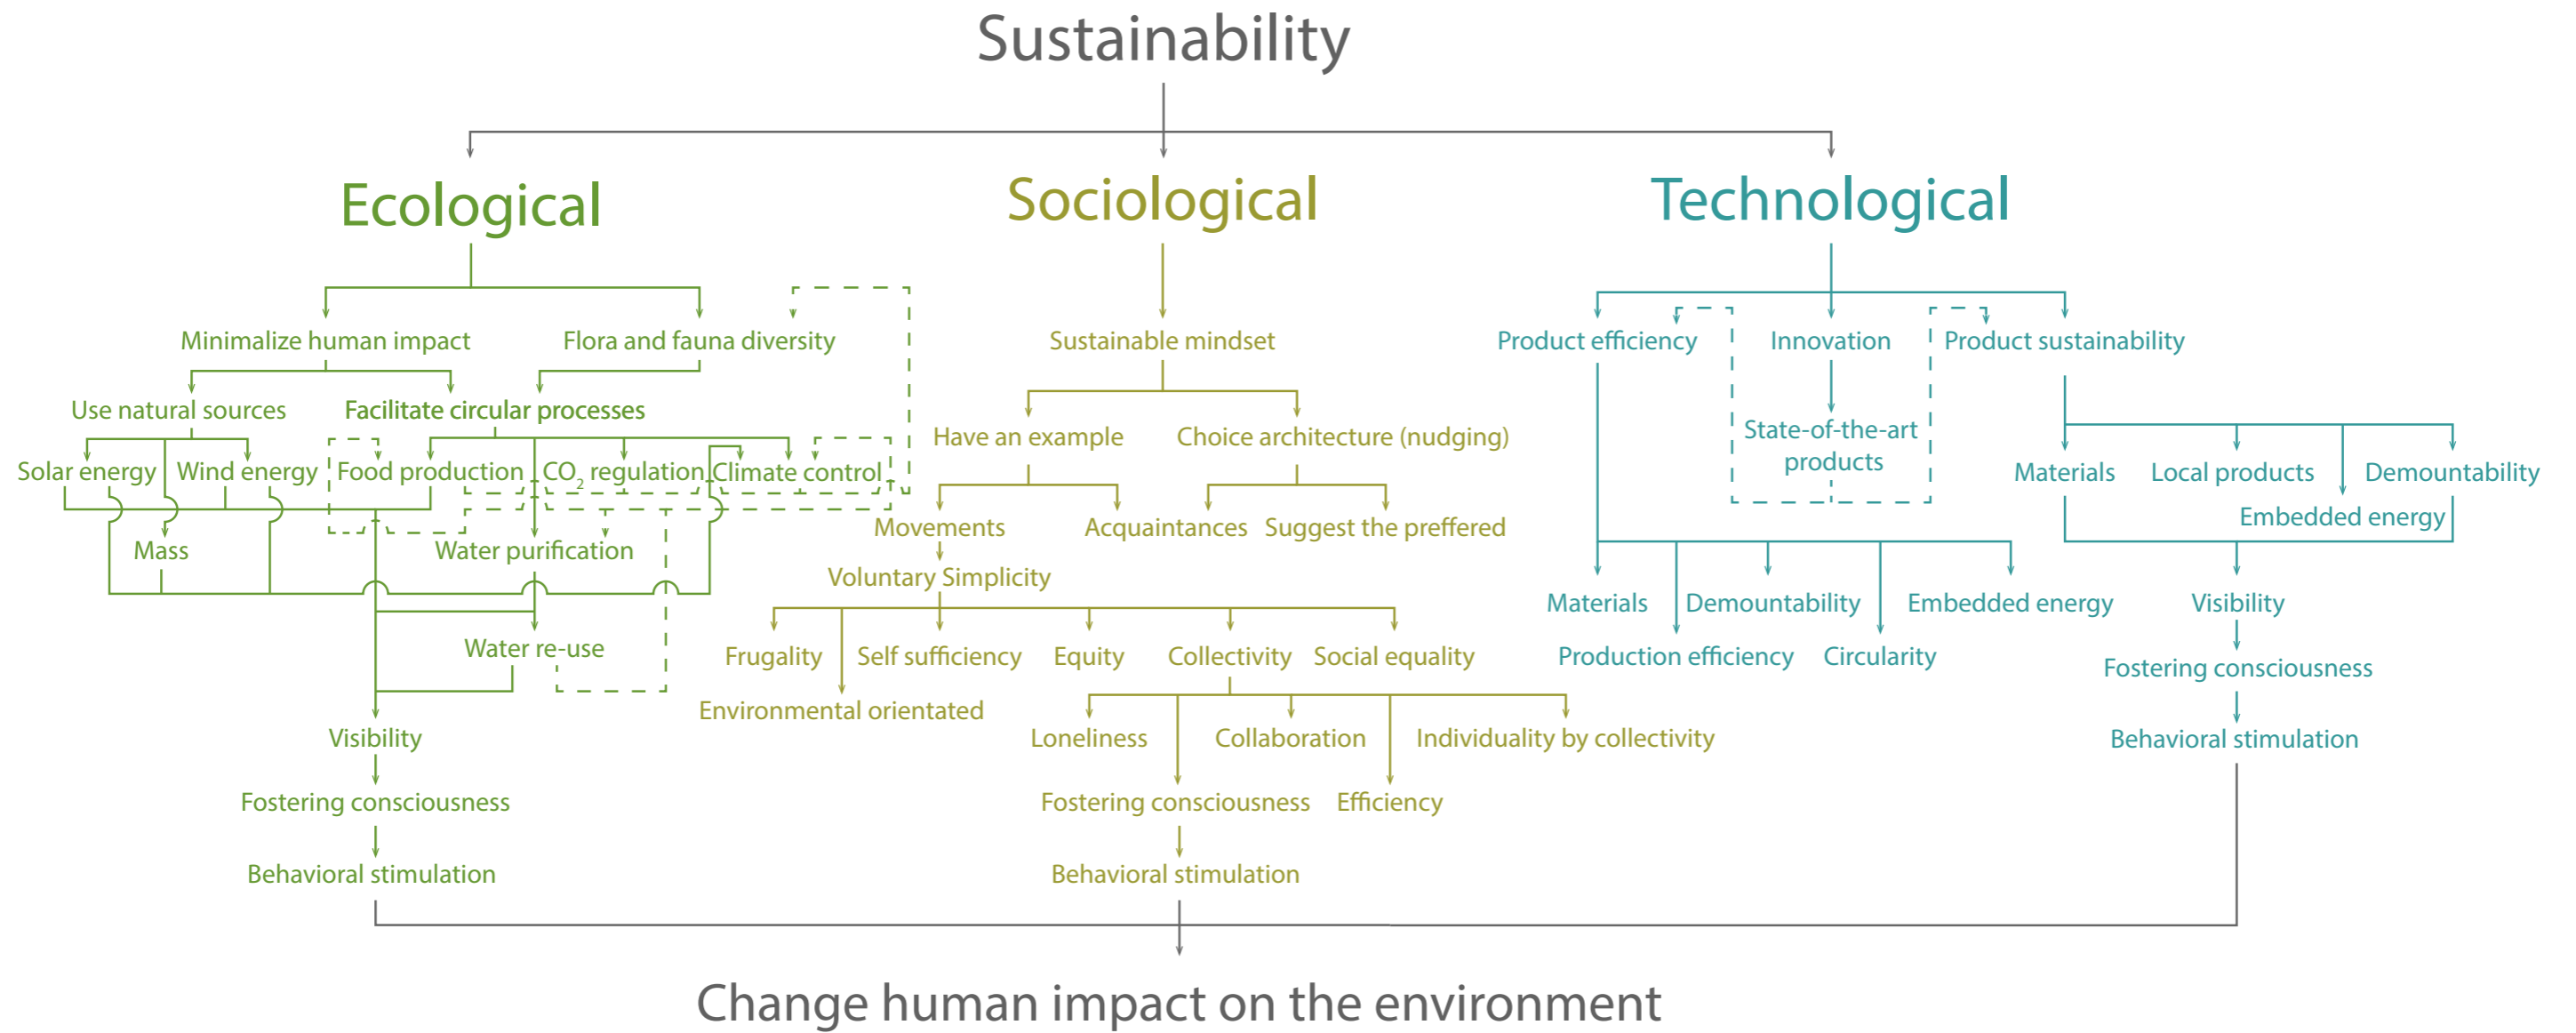 Sustainability
Ecological
Sociological
Technological
Minimalize human impact
Flora and fauna diversity
Sustainable mindset
Product efficiency
Innovation
Product sustainability
Use natural sources
Facilitate circular processes
Have an example
Choice architecture (nudging)
State-of-the-art
products
Solar energy
Wind energy
Food production
CO₂ regulation
Climate control
Materials
Local products
Demountability
Movements
Acquaintances
Suggest the preffered
Embedded energy
Mass
Water purification
Voluntary Simplicity
Materials
Demountability
Embedded energy
Visibility
Water re-use
Frugality
Self sufficiency
Equity
Collectivity
Social equality
Production efficiency
Circularity
Fostering consciousness
Environmental orientated
Visibility
Loneliness
Collaboration
Individuality by collectivity
Behavioral stimulation
Fostering consciousness
Fostering consciousness
Efficiency
Behavioral stimulation
Behavioral stimulation
Change human impact on the environment